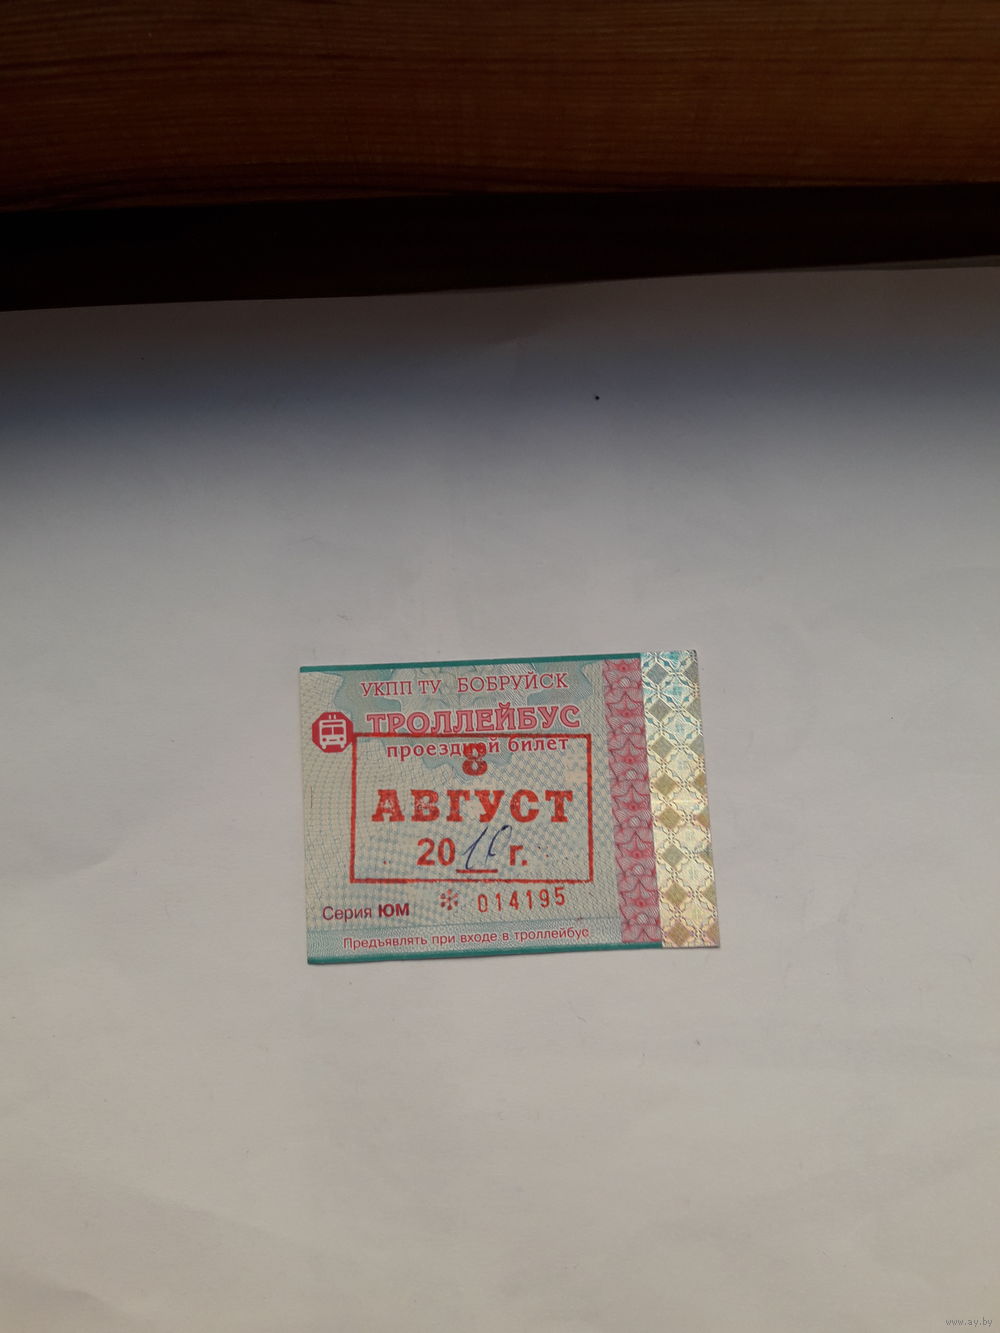 УКПП ТУ БОБРУЙСК
ТРОЛЛЕЙБУС
проездной билет
8
АВГУСТ
20 г.
Серия ЮМ * 014195
Предъявлять при входе в троллейбус
www.ay.by